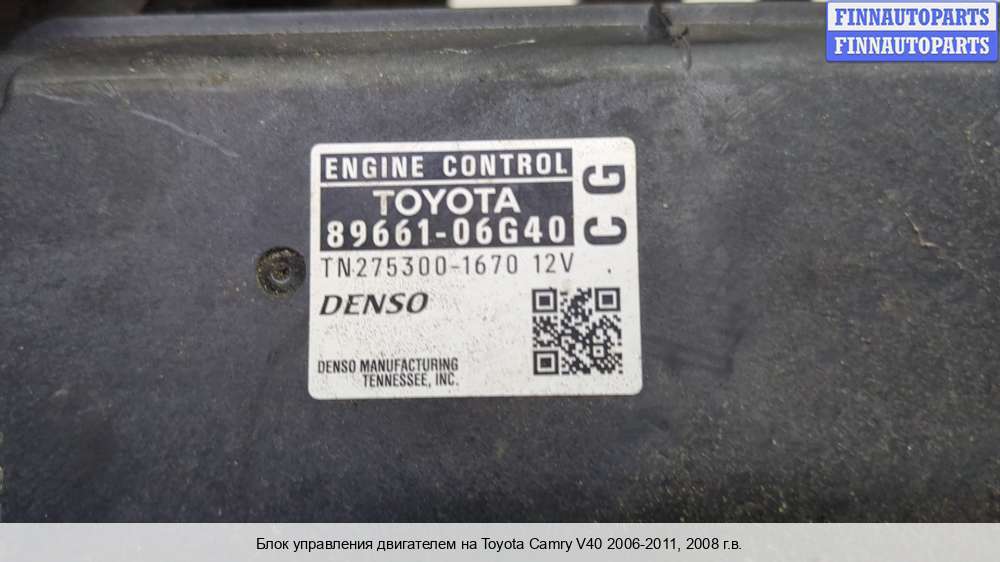 FINNAUTOPARTS
FINNAUTOPARTS
ENGINE CONTROL
TOYOTA
89661-06G40
CG
TN275300-1670 12V
DENSO
DENSO MANUFACTURING
TENNESSEE, INC.
Блок управления двигателем на Toyota Camry V40 2006-2011, 2008 г.в.